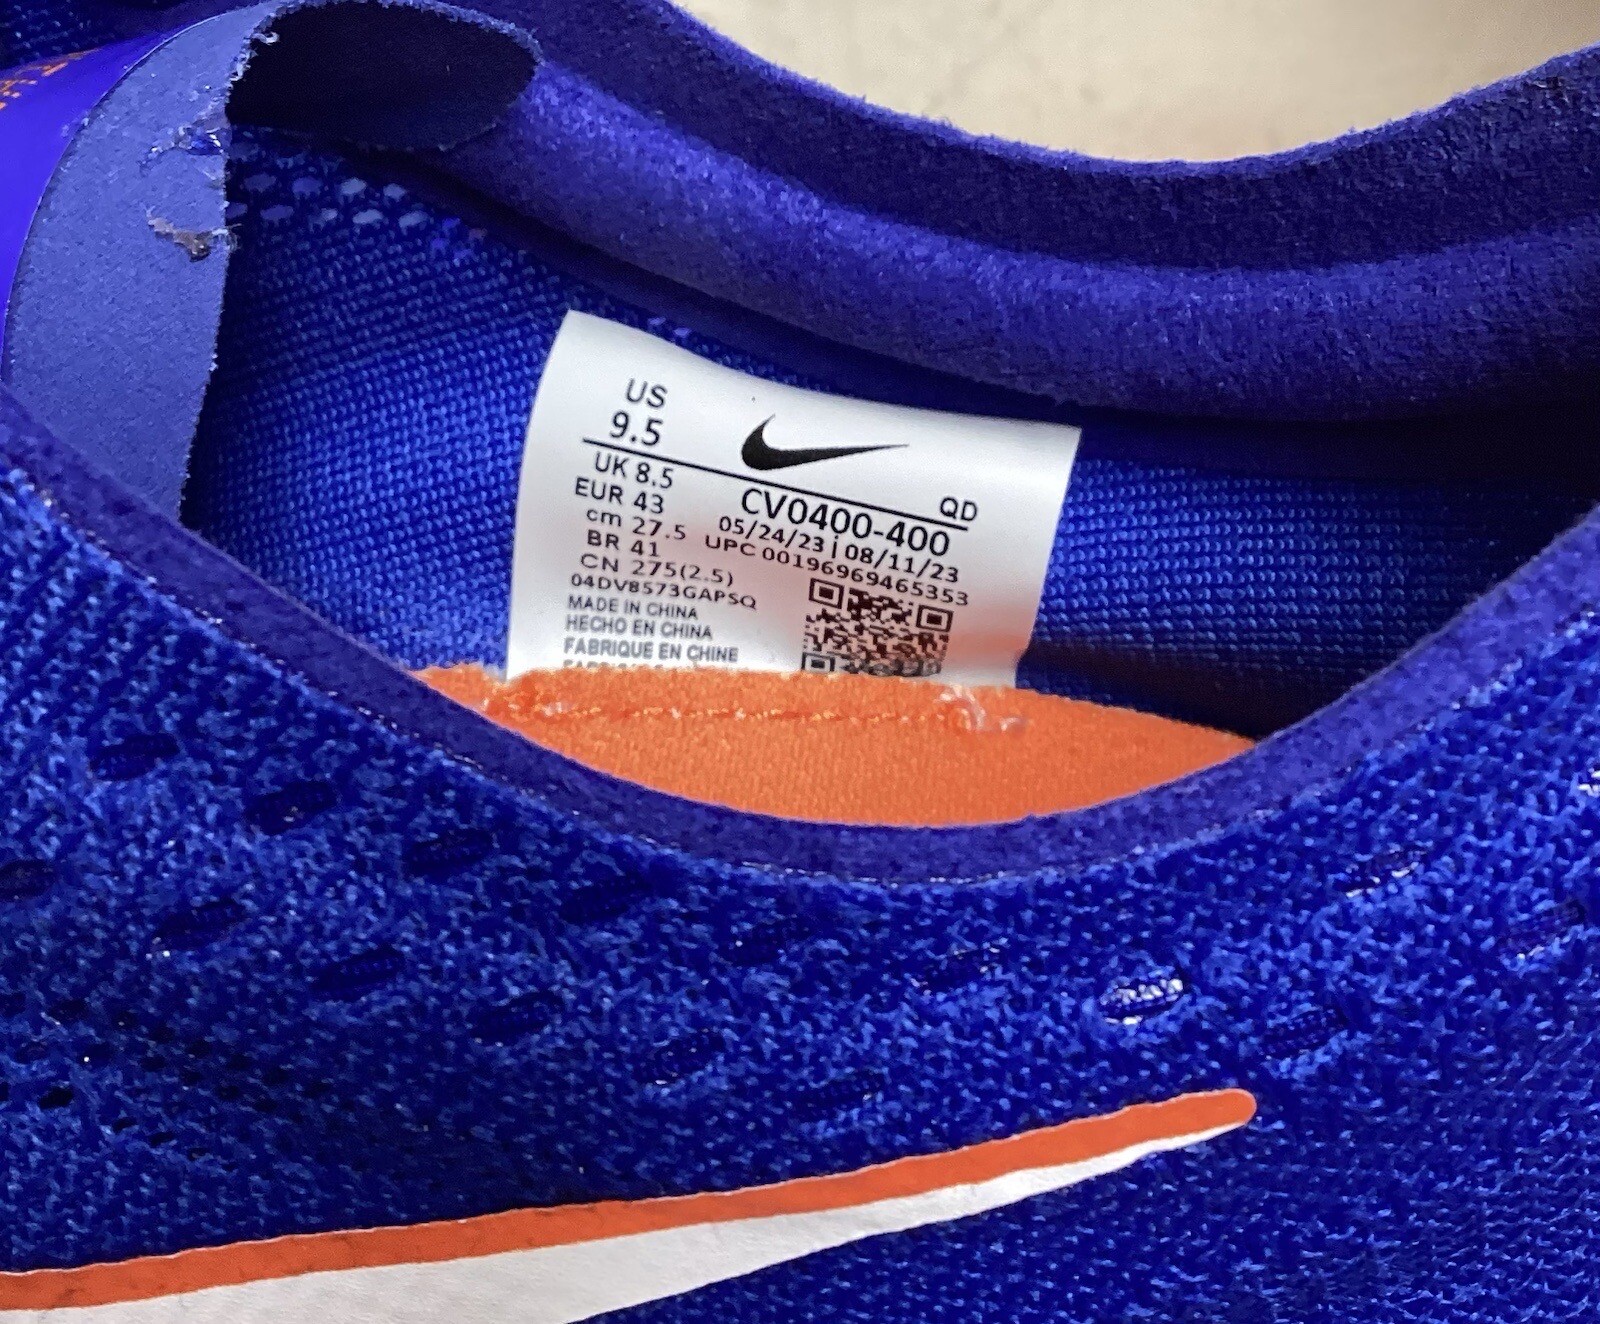 US
9.5
UK 8.5
EUR 43
cm 27.5
BR 41
CN 275(2.5)
04DV8573GAPSQ
MADE IN CHINA
HECHO EN CHINA
FABRIQUE EN CHINE
QD
CV0400-400
05/24/23 | 08/11/23
UPC 00196969465353